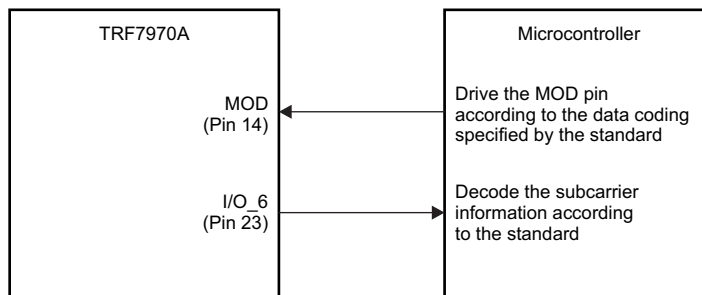 TRF7970A
Microcontroller
MOD
(Pin 14)
Drive the MOD pin
according to the data coding
specified by the standard
I/O_6
(Pin 23)
Decode the subcarrier
information according
to the standard